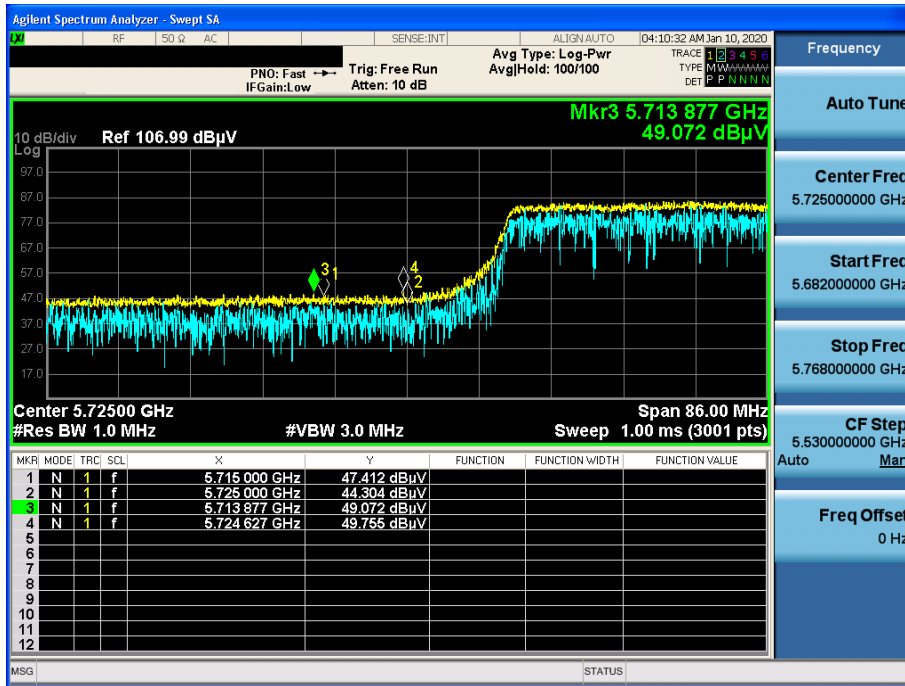 Agilent Spectrum Analyzer - Swept SA
LXI RF 50 Ω AC SENSE:INT ALIGN AUTO 04:10:32 AM Jan 10, 2020
PNO: Fast IFGain:Low
Trig: Free Run
Atten: 10 dB
Avg Type: Log-Pwr
Avg|Hold: 100/100
TRACE 1 2 3 4 5 6
TYPE M W W W W W
DET P P N N N N
Mkr3 5.713 877 GHz
49.072 dBµV
10 dB/div Ref 106.99 dBµV
Log
97.0
87.0
77.0
67.0
57.0
47.0
37.0
27.0
17.0
3 1 4 2
Center 5.72500 GHz Span 86.00 MHz
#Res BW 1.0 MHz #VBW 3.0 MHz Sweep 1.00 ms (3001 pts)
MKR MODE TRC SCL X Y FUNCTION FUNCTION WIDTH FUNCTION VALUE
1 N 1 f 5.715 000 GHz 47.412 dBµV
2 N 1 f 5.725 000 GHz 44.304 dBµV
3 N 1 f 5.713 877 GHz 49.072 dBµV
4 N 1 f 5.724 627 GHz 49.755 dBµV
5
6
7
8
9
10
11
12
MSG STATUS
Frequency
Auto Tune
Center Freq
5.725000000 GHz
Start Freq
5.682000000 GHz
Stop Freq
5.768000000 GHz
CF Step
5.530000000 GHz
Auto Man
Freq Offset
0 Hz